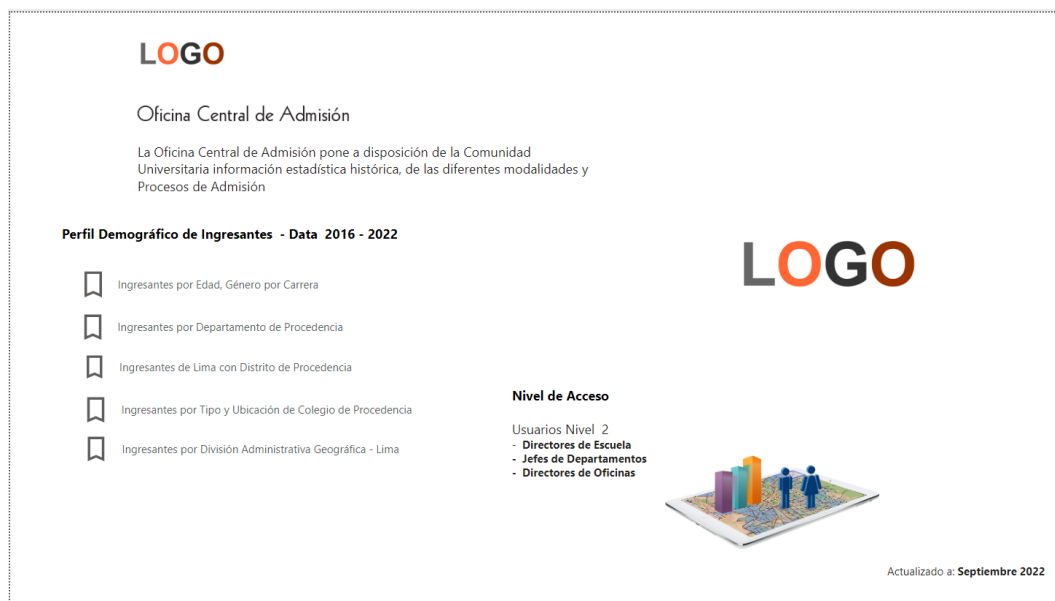 LOGO
Oficina Central de Admisión
La Oficina Central de Admisión pone a disposición de la Comunidad
Universitaria información estadística histórica, de las diferentes modalidades y
Procesos de Admisión
Perfil Demográfico de Ingresantes - Data 2016 - 2022
LOGO
Ingresantes por Edad, Género por Carrera
Ingresantes por Departamento de Procedencia
Ingresantes de Lima con Distrito de Procedencia
Ingresantes por Tipo y Ubicación de Colegio de Procedencia
Ingresantes por División Administrativa Geográfica - Lima
Nivel de Acceso
Usuarios Nivel 2
- Directores de Escuela
- Jefes de Departamentos
- Directores de Oficinas
Actualizado a: Septiembre 2022